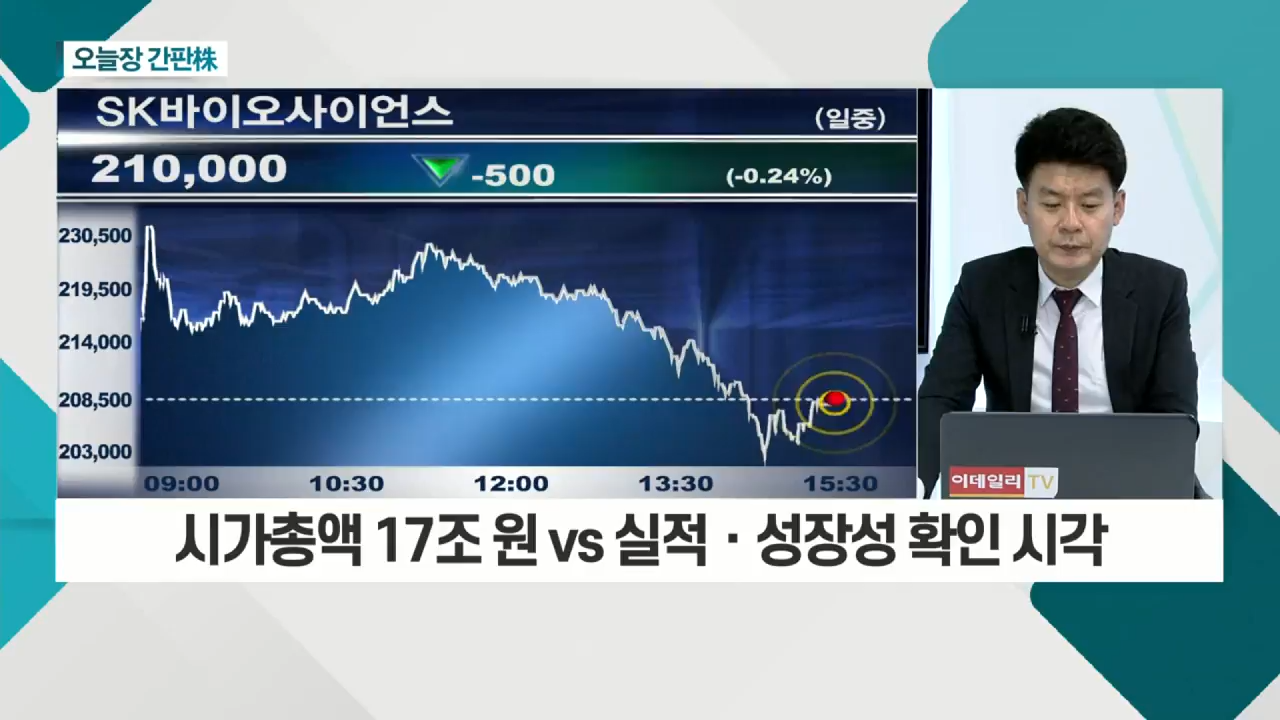 오늘장 간판株
SK바이오사이언스 (일중)
210,000 -500 (-0.24%)
230,500
219,500
214,000
208,500
203,000
09:00 10:30 12:00 13:30 15:30
이데일리 TV
시가총액 17조 원 vs 실적·성장성 확인 시각